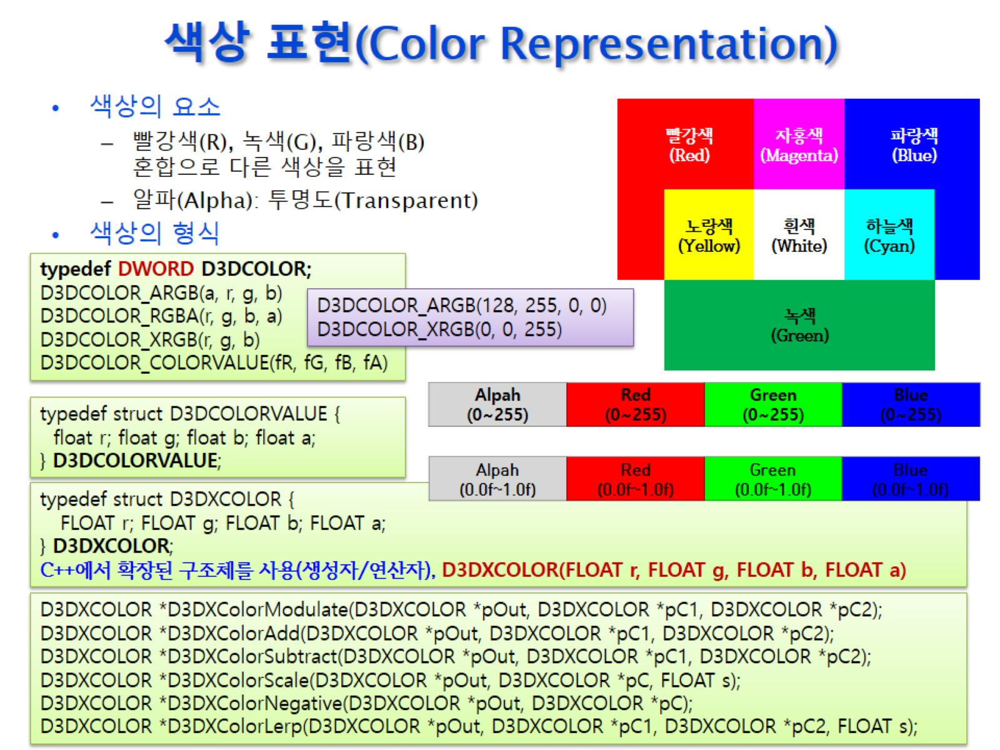 색상 표현(Color Representation)
• 색상의 요소
– 빨강색(R), 녹색(G), 파랑색(B)
혼합으로 다른 색상을 표현
– 알파(Alpha): 투명도(Transparent)
• 색상의 형식
빨강색
(Red)
자홍색
(Magenta)
파랑색
(Blue)
노랑색
(Yellow)
흰색
(White)
하늘색
(Cyan)
녹색
(Green)
typedef DWORD D3DCOLOR;
D3DCOLOR_ARGB(a, r, g, b)
D3DCOLOR_RGBA(r, g, b, a)
D3DCOLOR_XRGB(r, g, b)
D3DCOLOR_COLORVALUE(fR, fG, fB, fA)
D3DCOLOR_ARGB(128, 255, 0, 0)
D3DCOLOR_XRGB(0, 0, 255)
Alpah
(0~255)
Red
(0~255)
Green
(0~255)
Blue
(0~255)
typedef struct D3DCOLORVALUE {
float r; float g; float b; float a;
} D3DCOLORVALUE;
Alpah
(0.0f~1.0f)
Red
(0.0f~1.0f)
Green
(0.0f~1.0f)
Blue
(0.0f~1.0f)
typedef struct D3DXCOLOR {
FLOAT r; FLOAT g; FLOAT b; FLOAT a;
} D3DXCOLOR;
C++에서 확장된 구조체를 사용(생성자/연산자), D3DXCOLOR(FLOAT r, FLOAT g, FLOAT b, FLOAT a)
D3DXCOLOR *D3DXColorModulate(D3DXCOLOR *pOut, D3DXCOLOR *pC1, D3DXCOLOR *pC2);
D3DXCOLOR *D3DXColorAdd(D3DXCOLOR *pOut, D3DXCOLOR *pC1, D3DXCOLOR *pC2);
D3DXCOLOR *D3DXColorSubtract(D3DXCOLOR *pOut, D3DXCOLOR *pC1, D3DXCOLOR *pC2);
D3DXCOLOR *D3DXColorScale(D3DXCOLOR *pOut, D3DXCOLOR *pC, FLOAT s);
D3DXCOLOR *D3DXColorNegative(D3DXCOLOR *pOut, D3DXCOLOR *pC);
D3DXCOLOR *D3DXColorLerp(D3DXCOLOR *pOut, D3DXCOLOR *pC1, D3DXCOLOR *pC2, FLOAT s);